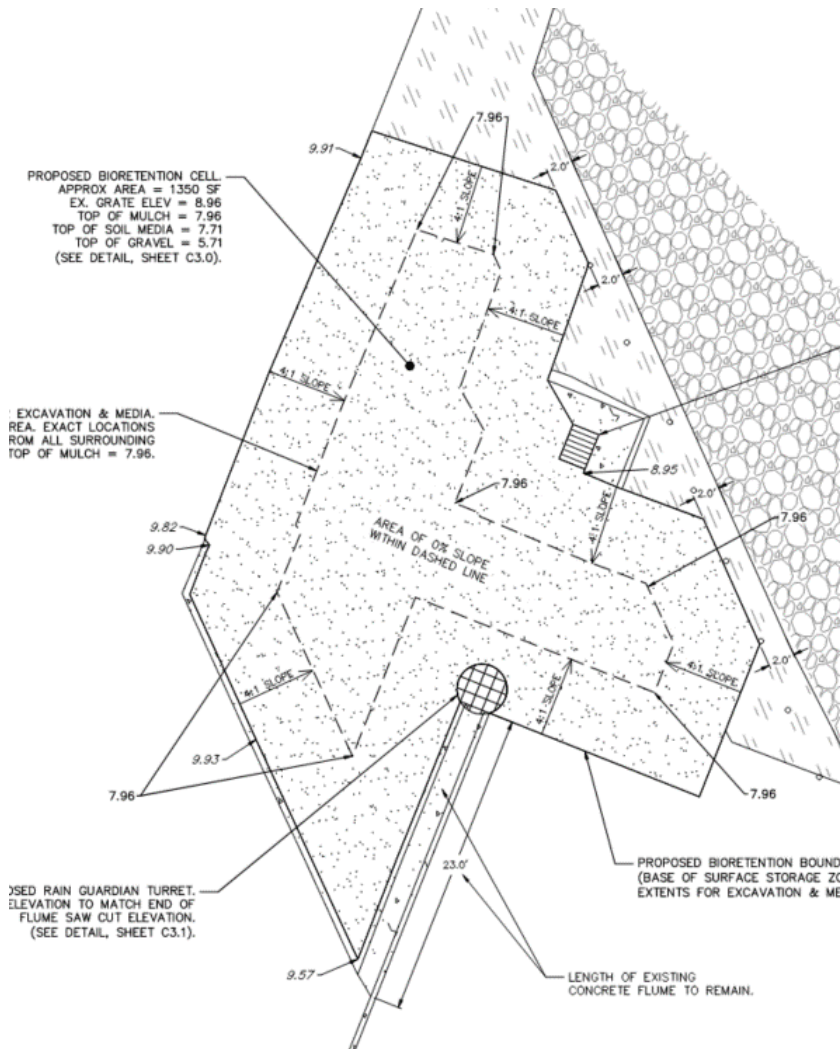 7.96
9.91
2.0'
PROPOSED BIORETENTION CELL.
APPROX AREA = 1350 SF
EX. GRATE ELEV = 8.96
TOP OF MULCH = 7.96
TOP OF SOIL MEDIA = 7.71
TOP OF GRAVEL = 5.71
(SEE DETAIL, SHEET C3.0).
4:1 SLOPE
2.0'
4:1 SLOPE
4:1 SLOPE
EXCAVATION & MEDIA.
REA. EXACT LOCATIONS
ROM ALL SURROUNDING
TOP OF MULCH = 7.96.
8.95
7.96
2.0'
4:1 SLOPE
7.96
9.82
9.90
AREA OF 0% SLOPE
WITHIN DASHED LINE
2.0'
4:1 SLOPE
4:1 SLOPE
4:1 SLOPE
9.93
7.96
7.96
23.0'
PROPOSED BIORETENTION BOUND
(BASE OF SURFACE STORAGE ZO
EXTENTS FOR EXCAVATION & ME
OSED RAIN GUARDIAN TURRET.
ELEVATION TO MATCH END OF
FLUME SAW CUT ELEVATION.
(SEE DETAIL, SHEET C3.1).
9.57
LENGTH OF EXISTING
CONCRETE FLUME TO REMAIN.